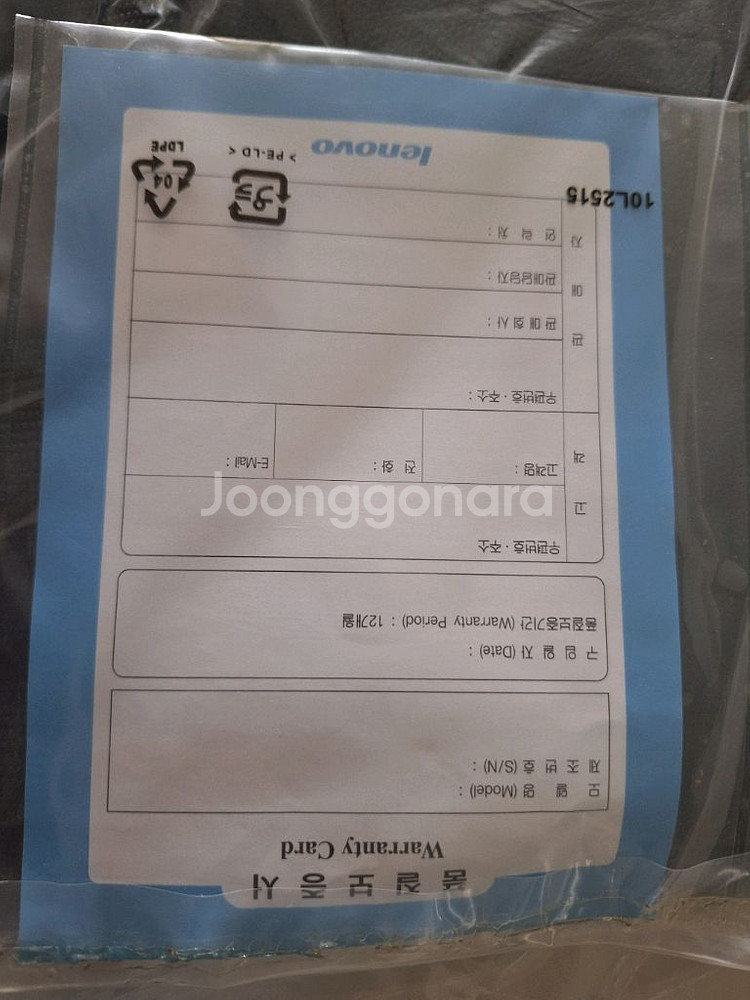 품 질 보 증 서
Warranty Card
모 델 명 (Model) :
제 조 번 호 (S/N) :
구 입 일 자 (Date) :
품질보증기간 (Warranty Period) : 12개월
고 객
우편번호 · 주소 :
고객명 :
전 화 :
E-Mail :
판 매 자
우편번호 · 주소 :
판 매 회 사 :
판매담당자 :
연 락 처 :
10L2515
lenovo
> PE-LD <
プラ
04
LDPE
Joonggonara